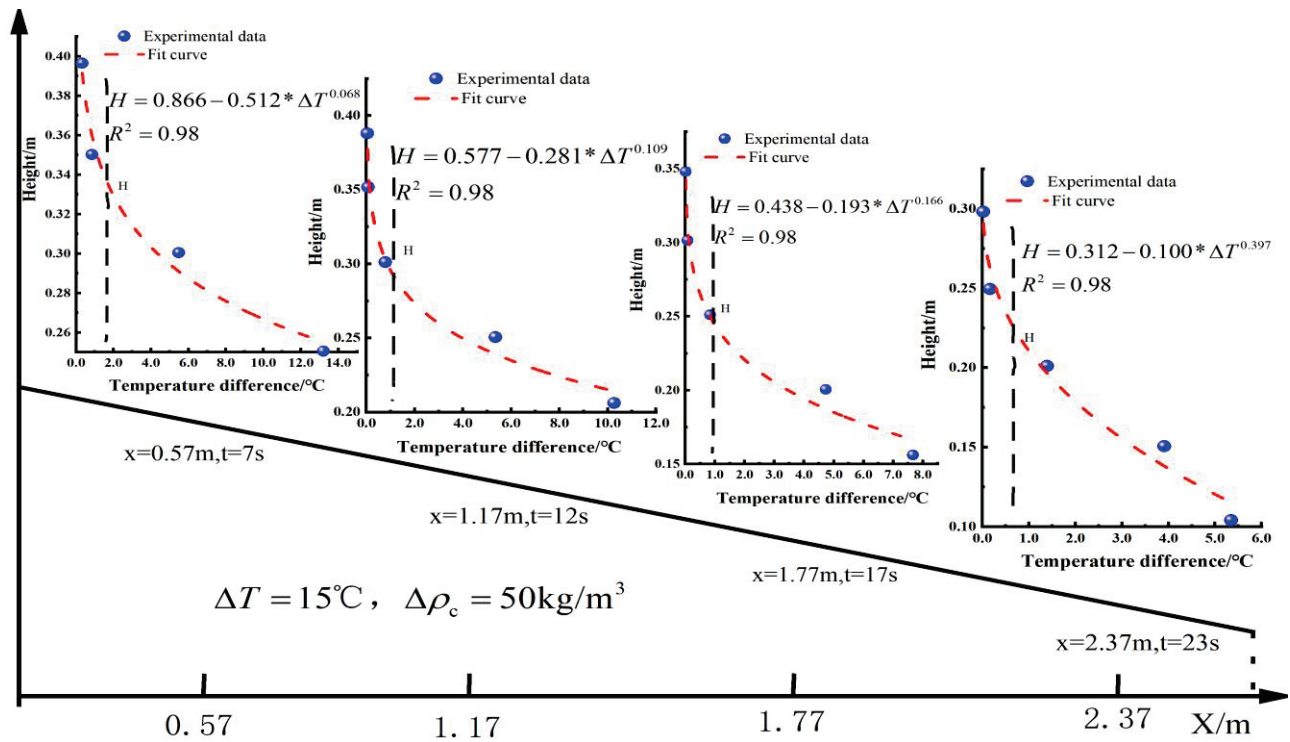 Experimental data
Fit curve
H = 0.866 − 0.512 * ΔT^0.068
R² = 0.98
H
Height/m
0.40
0.38
0.36
0.34
0.32
0.30
0.28
0.26
0.0 2.0 4.0 6.0 8.0 10.0 12.0 14.0
Temperature difference/°C
x=0.57m,t=7s
Experimental data
Fit curve
H = 0.577 − 0.281 * ΔT^0.109
R² = 0.98
H
Height/m
0.40
0.35
0.30
0.25
0.20
0.0 2.0 4.0 6.0 8.0 10.0 12.0
Temperature difference/°C
x=1.17m,t=12s
Experimental data
Fit curve
H = 0.438 − 0.193 * ΔT^0.166
R² = 0.98
H
Height/m
0.35
0.30
0.25
0.20
0.15
0.0 1.0 2.0 3.0 4.0 5.0 6.0 7.0 8.0
Temperature difference/°C
x=1.77m,t=17s
Experimental data
Fit curve
H = 0.312 − 0.100 * ΔT^0.397
R² = 0.98
H
Height/m
0.30
0.25
0.20
0.15
0.10
0.0 1.0 2.0 3.0 4.0 5.0 6.0
Temperature difference/°C
x=2.37m,t=23s
ΔT = 15℃, Δρc = 50kg/m³
0.57 1.17 1.77 2.37 X/m